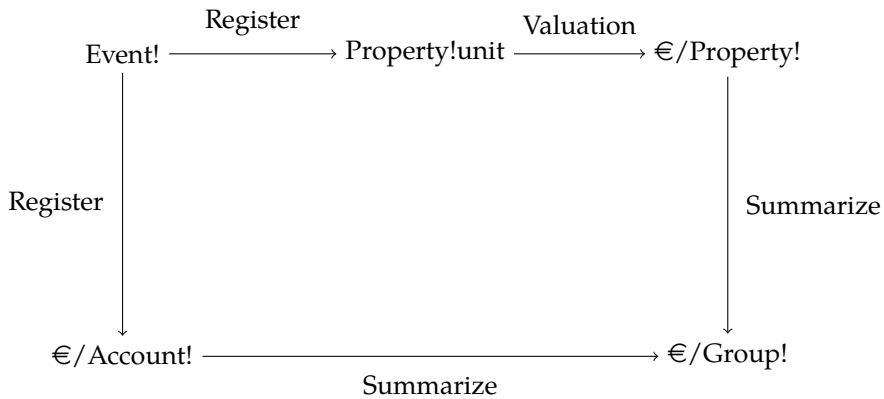 Register
Valuation
Event!
Property!unit
€/Property!
Register
Summarize
€/Account!
€/Group!
Summarize